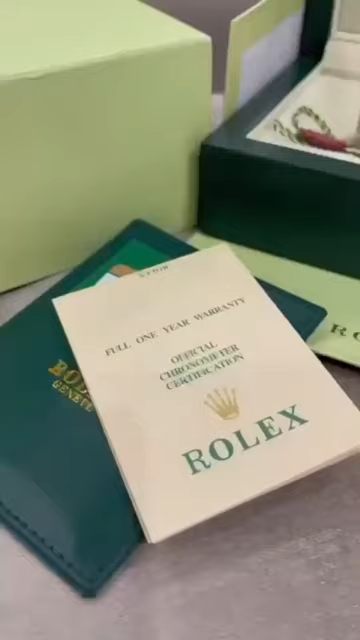 FULL ONE YEAR WARRANTY
OFFICIAL
CHRONOMETER
CERTIFICATION
ROLEX